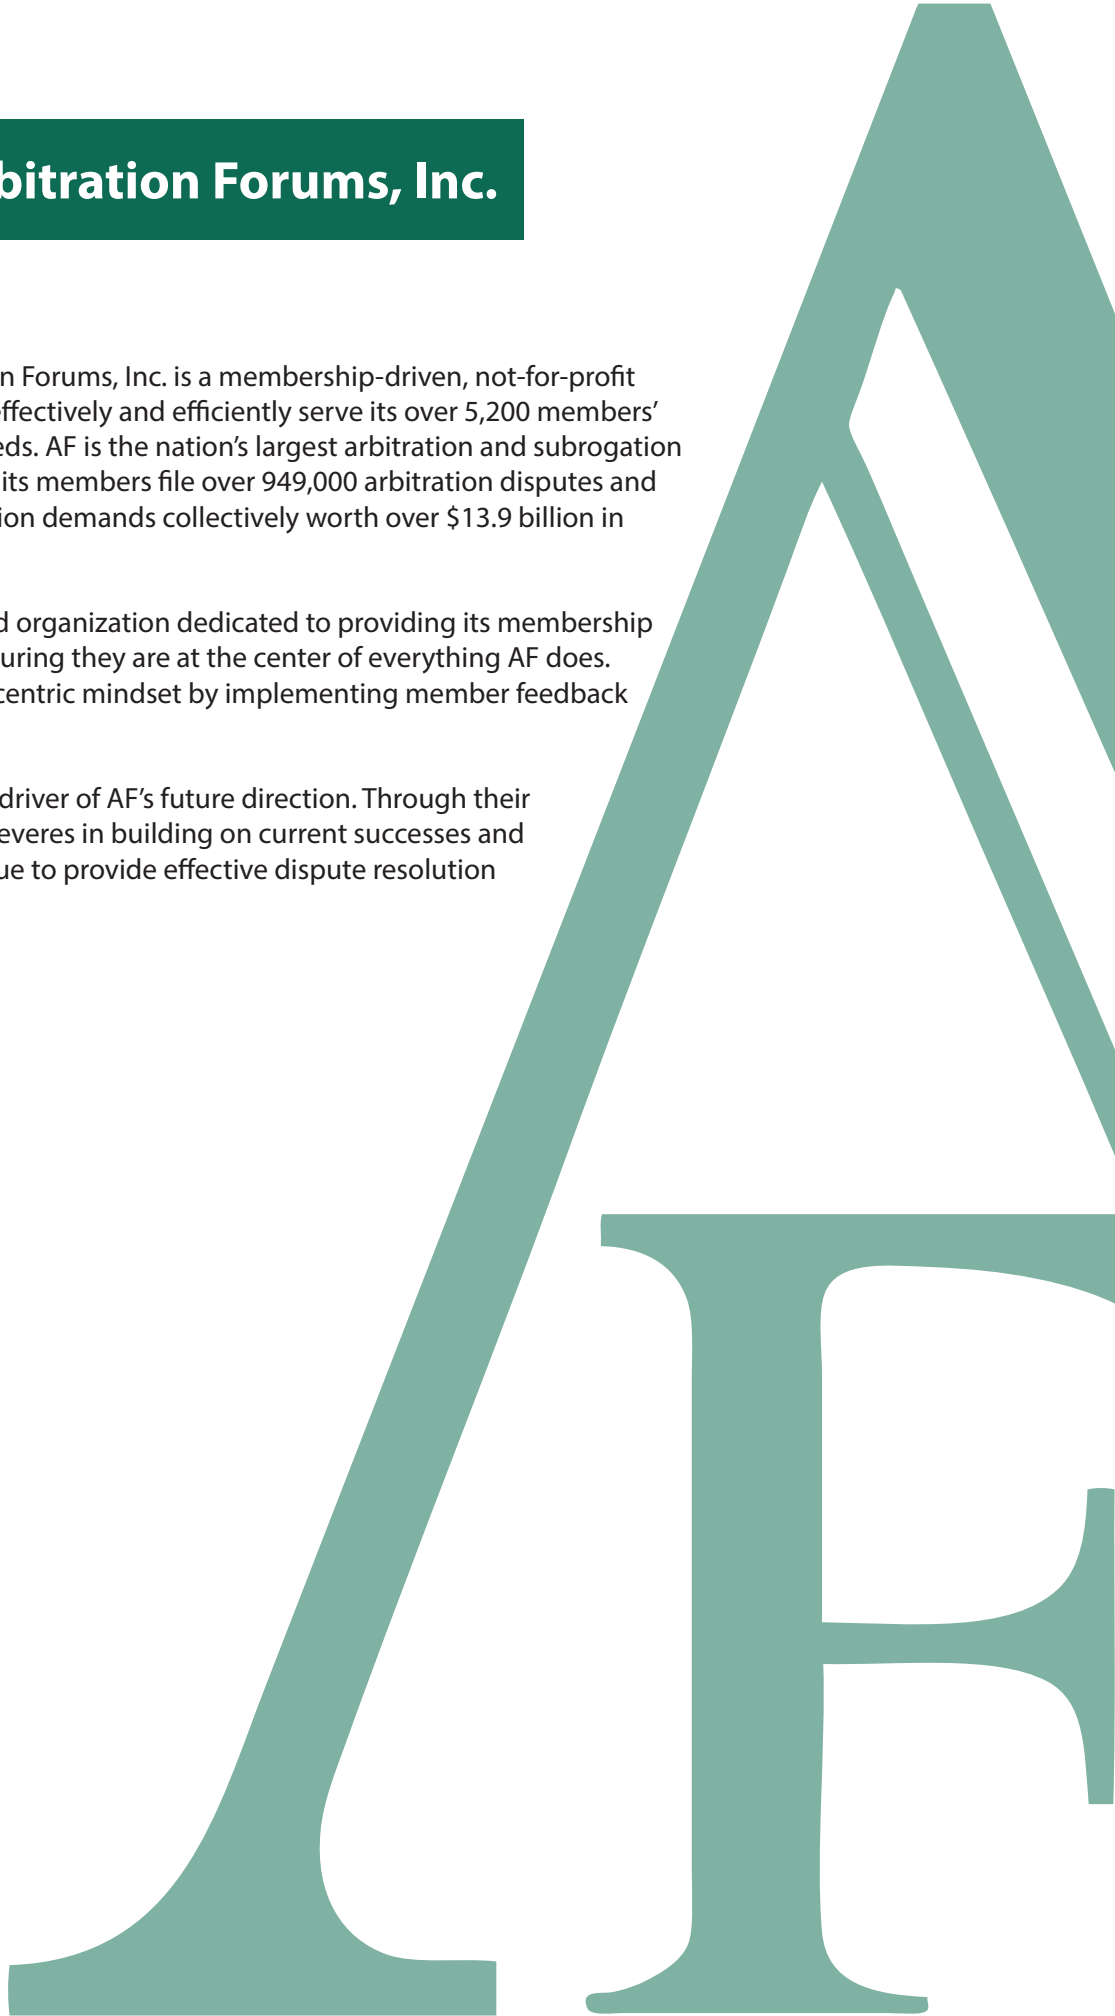 bitration Forums, Inc.
n Forums, Inc. is a membership-driven, not-for-profit
effectively and efficiently serve its over 5,200 members’
eds. AF is the nation’s largest arbitration and subrogation
its members file over 949,000 arbitration disputes and
ion demands collectively worth over $13.9 billion in
d organization dedicated to providing its membership
uring they are at the center of everything AF does.
centric mindset by implementing member feedback
driver of AF’s future direction. Through their
everes in building on current successes and
ue to provide effective dispute resolution
AF